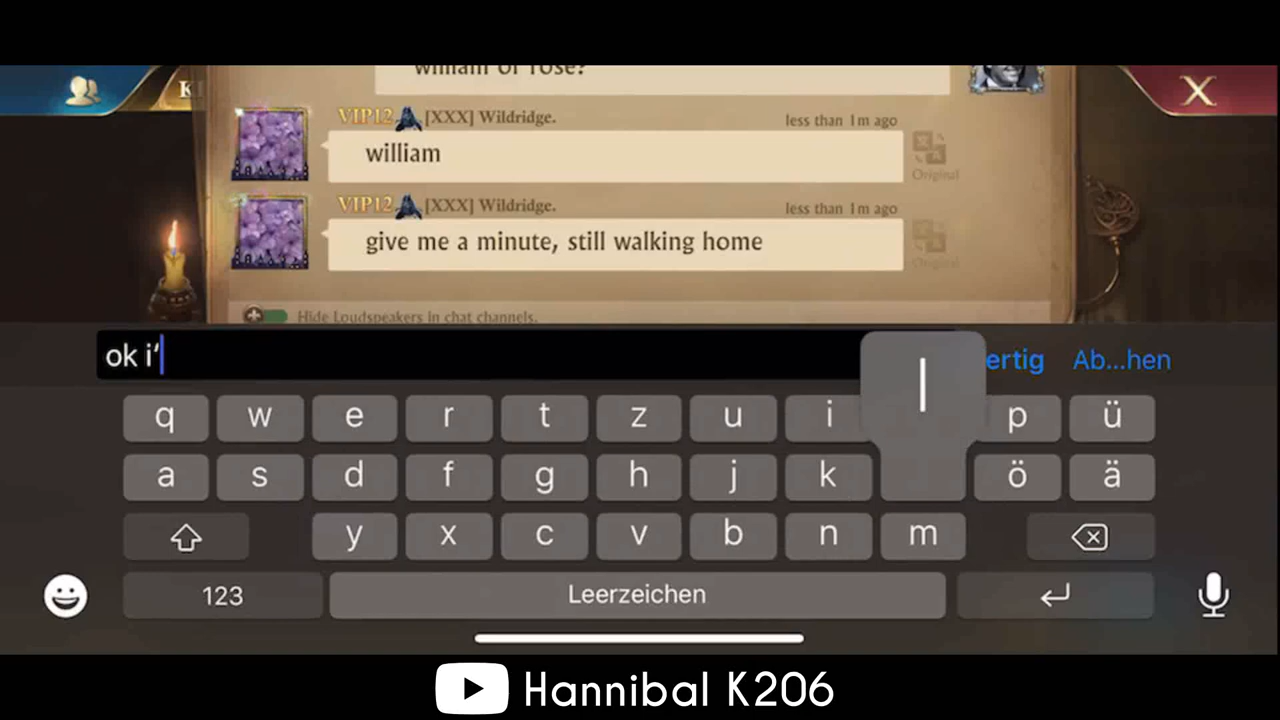 william or rose?
K
VIP12 [XXX] Wildridge. less than 1m ago
william
Original
VIP12 [XXX] Wildridge. less than 1m ago
give me a minute, still walking home
Original
Hide Loudspeakers in chat channels.
ok i‘
l
ertig Ab...hen
q w e r t z u i p ü
a s d f g h j k ö ä
y x c v b n m
123 Leerzeichen
Hannibal K206